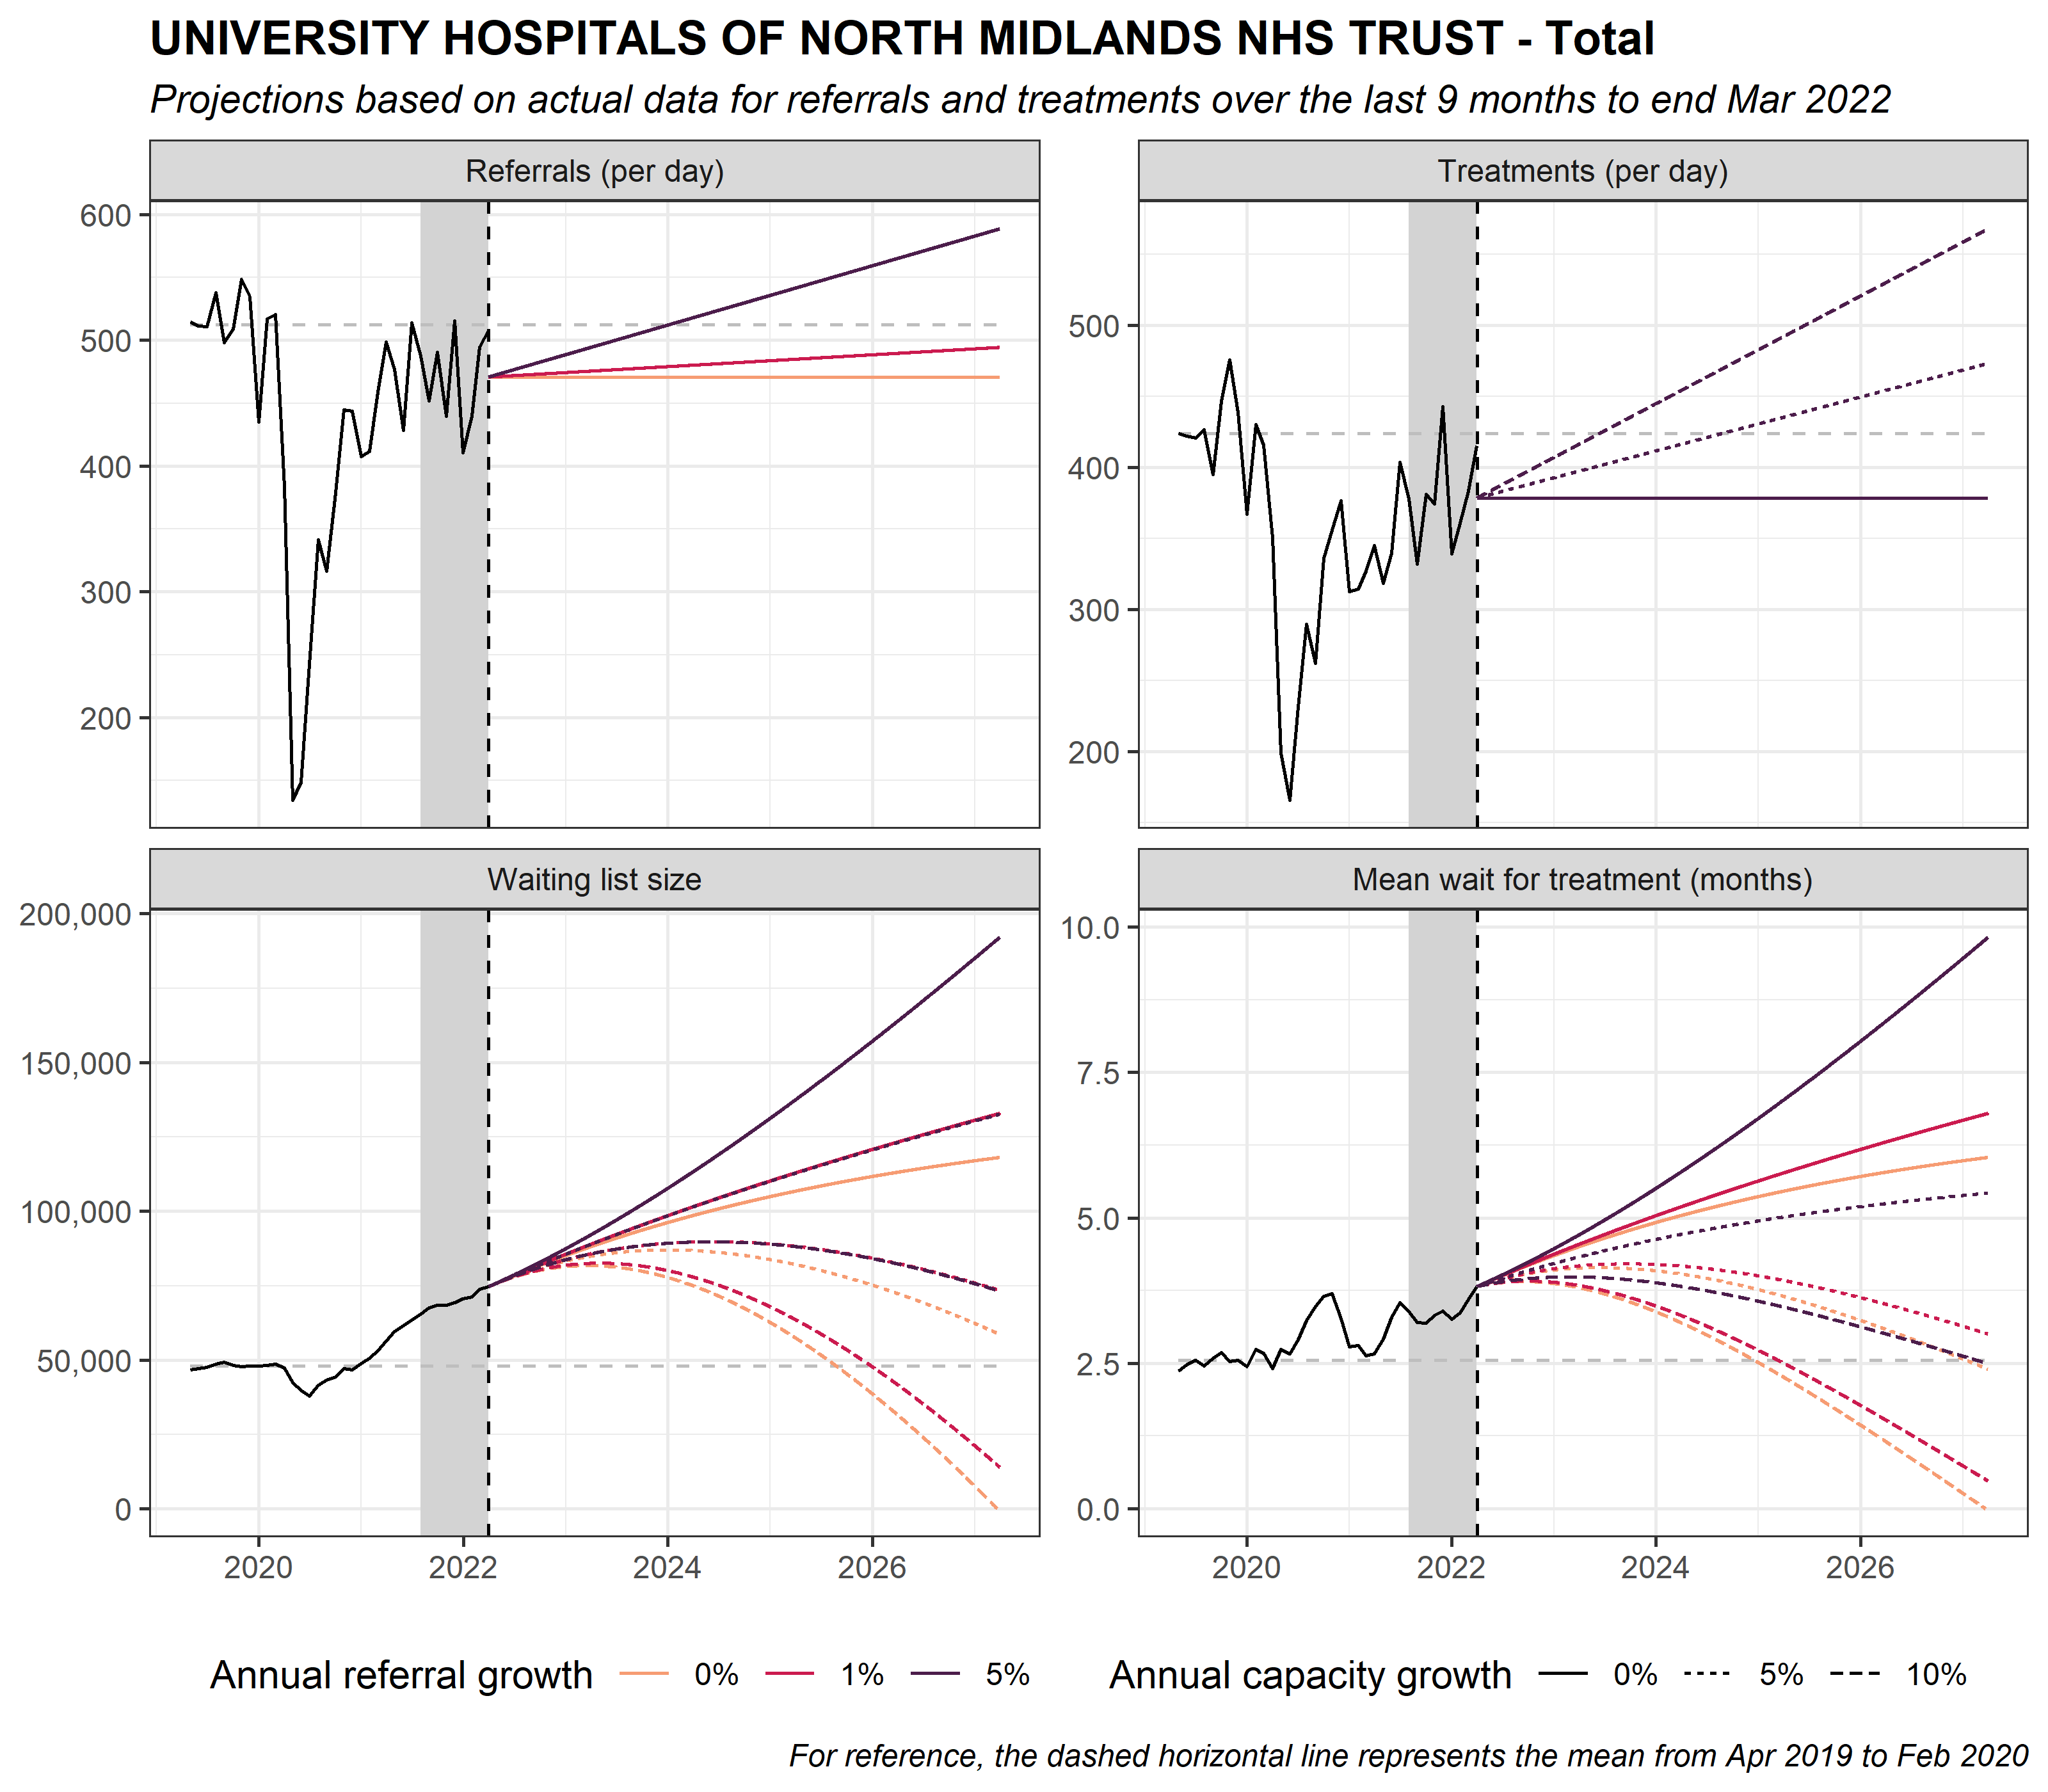 UNIVERSITY HOSPITALS OF NORTH MIDLANDS NHS TRUST - Total
Projections based on actual data for referrals and treatments over the last 9 months to end Mar 2022
Referrals (per day)
600
500
400
300
200
Treatments (per day)
500
400
300
200
Waiting list size
200,000
150,000
100,000
50,000
0
2020 2022 2024 2026
Mean wait for treatment (months)
10.0
7.5
5.0
2.5
0.0
2020 2022 2024 2026
Annual referral growth 0% 1% 5%
Annual capacity growth 0% 5% 10%
For reference, the dashed horizontal line represents the mean from Apr 2019 to Feb 2020